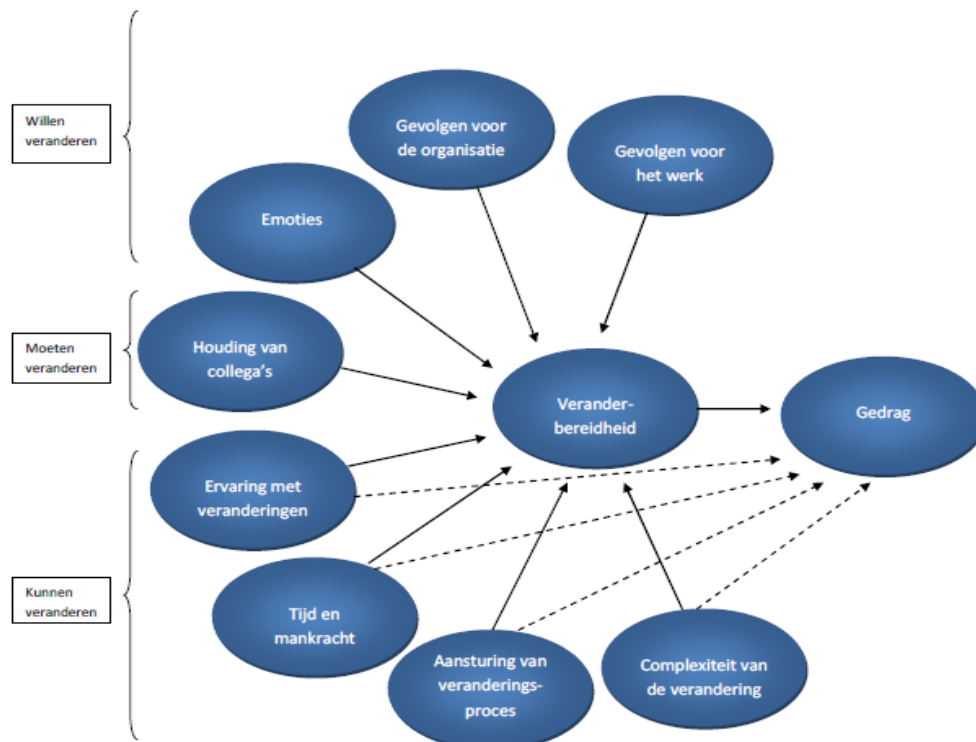 Willen
veranderen
Gevolgen voor
de organisatie
Gevolgen voor
het werk
Emoties
Moeten
veranderen
Houding van
collega's
Verander-
bereidheid
Gedrag
Ervaring met
veranderingen
Kunnen
veranderen
Tijd en
mankracht
Aansturing van
veranderings-
proces
Complexiteit van
de verandering